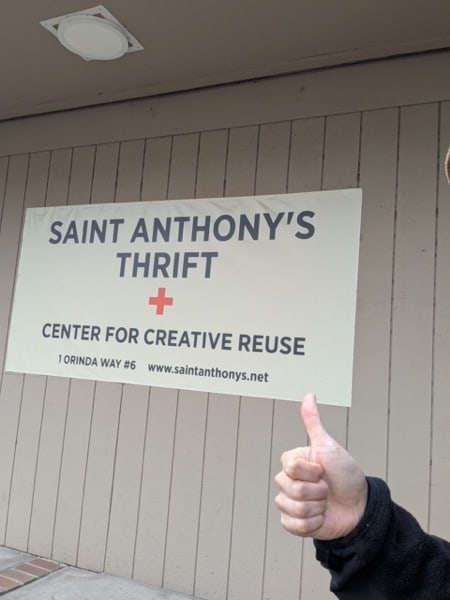 SAINT ANTHONY'S
THRIFT
+
CENTER FOR CREATIVE REUSE
1 ORINDA WAY #6 www.saintanthonys.net